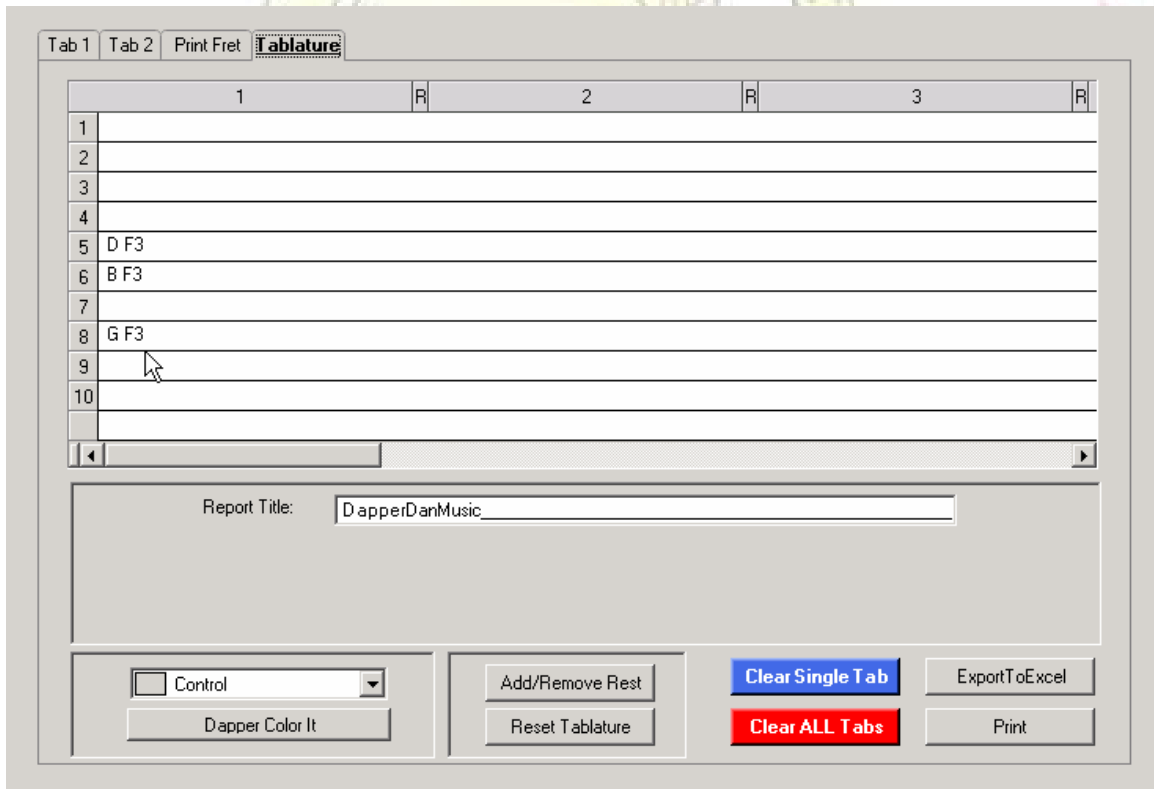 Tab 1 Tab 2 Print Fret Tablature
1 R 2 R 3 R
1
2
3
4
5 D F3
6 B F3
7
8 G F3
9
10
Report Title: DapperDanMusic____________________________________________
Control Add/Remove Rest Clear Single Tab ExportToExcel
Dapper Color It Reset Tablature Clear ALL Tabs Print